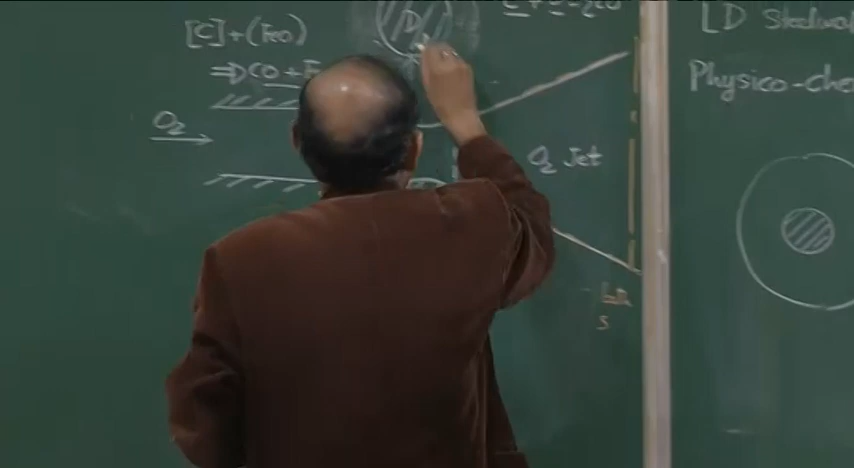 [C]+(FeO)
⇒ CO + F
O₂
D
O₂ Jet
LD Steelma
Physico-che